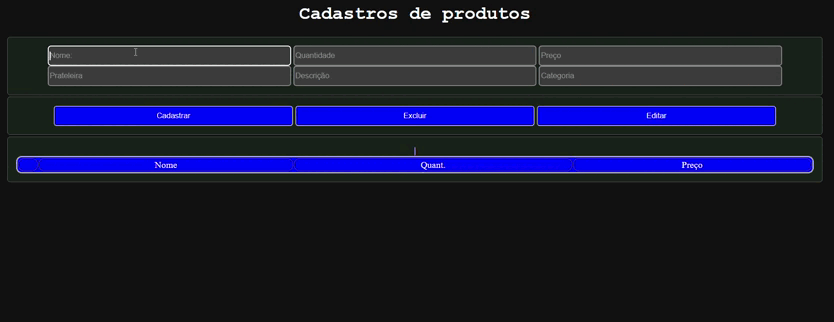 Cadastros de produtos
Nome: Quantidade Preço
Prateleira Descrição Categoria
Cadastrar Excluir Editar
Nome Quant. Preço